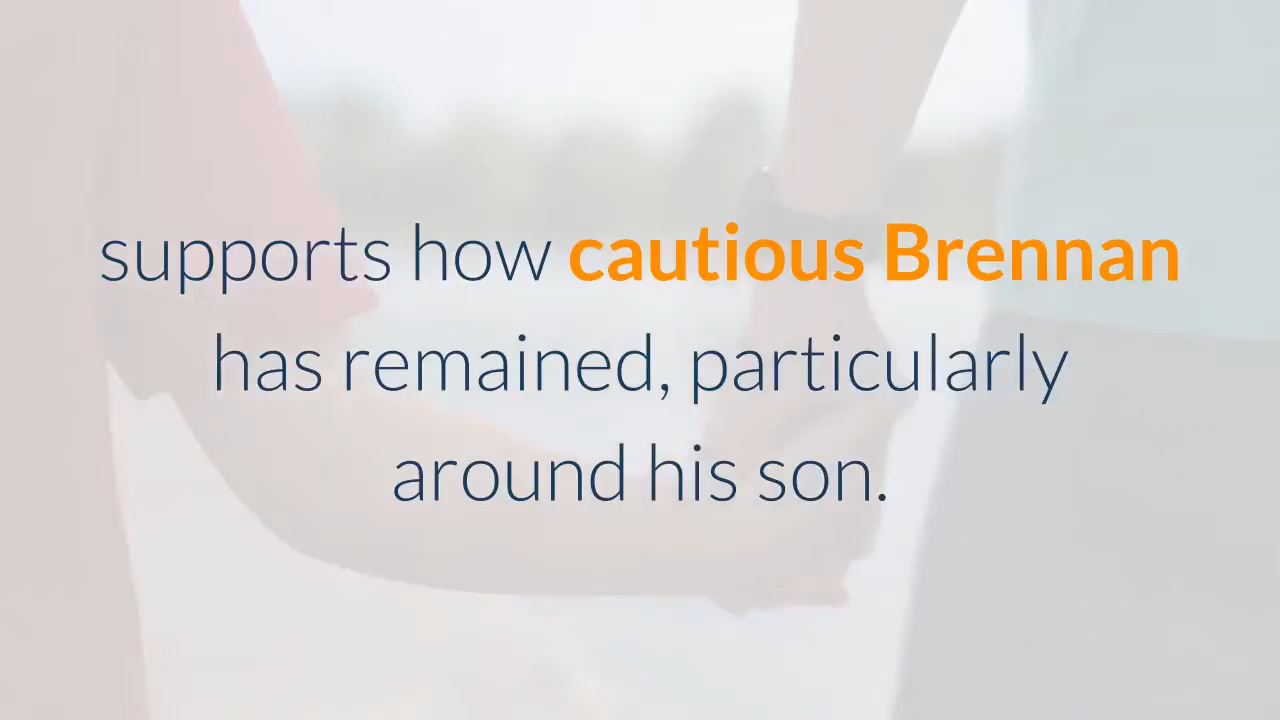 supports how cautious Brennan
has remained, particularly
around his son.